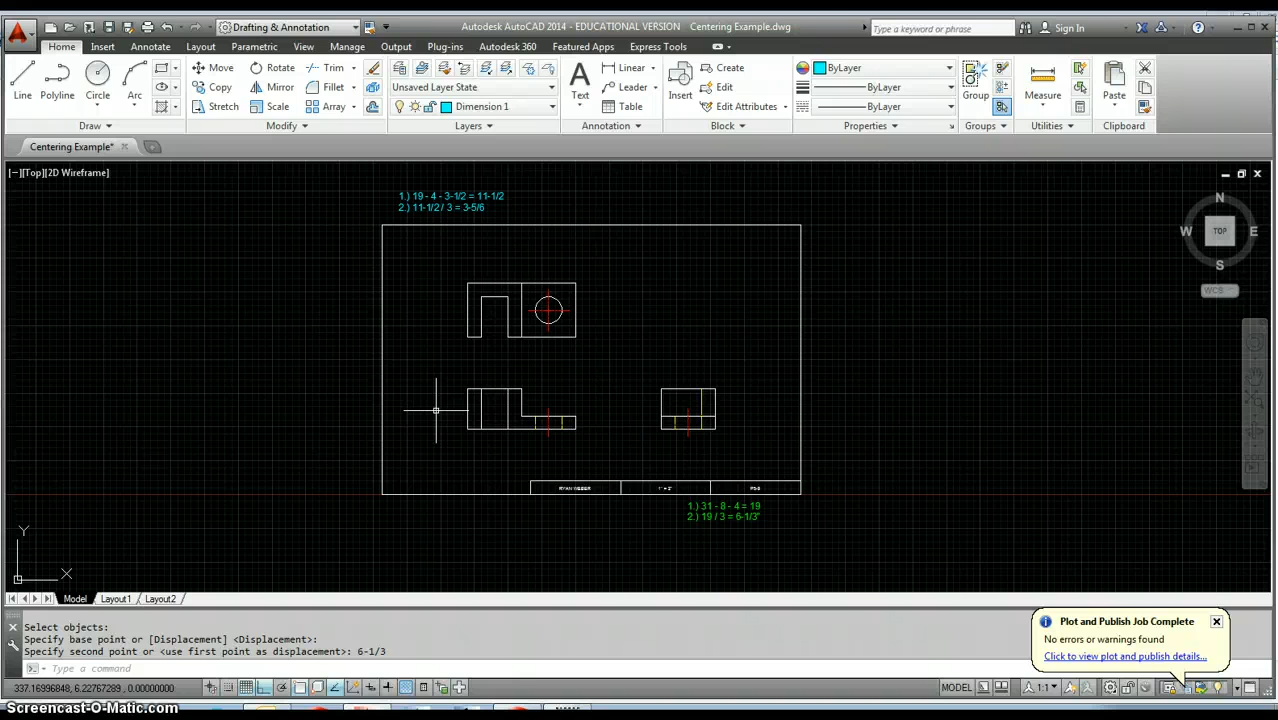 Drafting & Annotation
Autodesk AutoCAD 2014 - EDUCATIONAL VERSION Centering Example.dwg
Type a keyword or phrase
Sign In
Home Insert Annotate Layout Parametric View Manage Output Plug-ins Autodesk 360 Featured Apps Express Tools
Line Polyline Circle Arc
Move Rotate Trim
Copy Mirror Fillet
Stretch Scale Array
Unsaved Layer State
Dimension 1
Text
Linear
Leader
Table
Insert
Create
Edit
Edit Attributes
ByLayer
ByLayer
ByLayer
Group
Measure
Paste
Draw Modify Layers Annotation Block Properties Groups Utilities Clipboard
Centering Example*
[−][Top][2D Wireframe]
1.) 19 - 4 - 3-1/2 = 11-1/2
2.) 11-1/2 / 3 = 3-5/6
N
W TOP E
S
WCS
RYAN WEBER
1.) 31 - 8 - 4 = 19
2.) 19 / 3 = 6-1/3"
Y
X
Model Layout1 Layout2
Select objects:
Specify base point or [Displacement] <Displacement>:
Specify second point or <use first point as displacement>: 6-1/3
Type a command
Plot and Publish Job Complete
No errors or warnings found
Click to view plot and publish details...
337.16996848, 6.22767289, 0.00000000
MODEL
1:1
Screencast-O-Matic.com